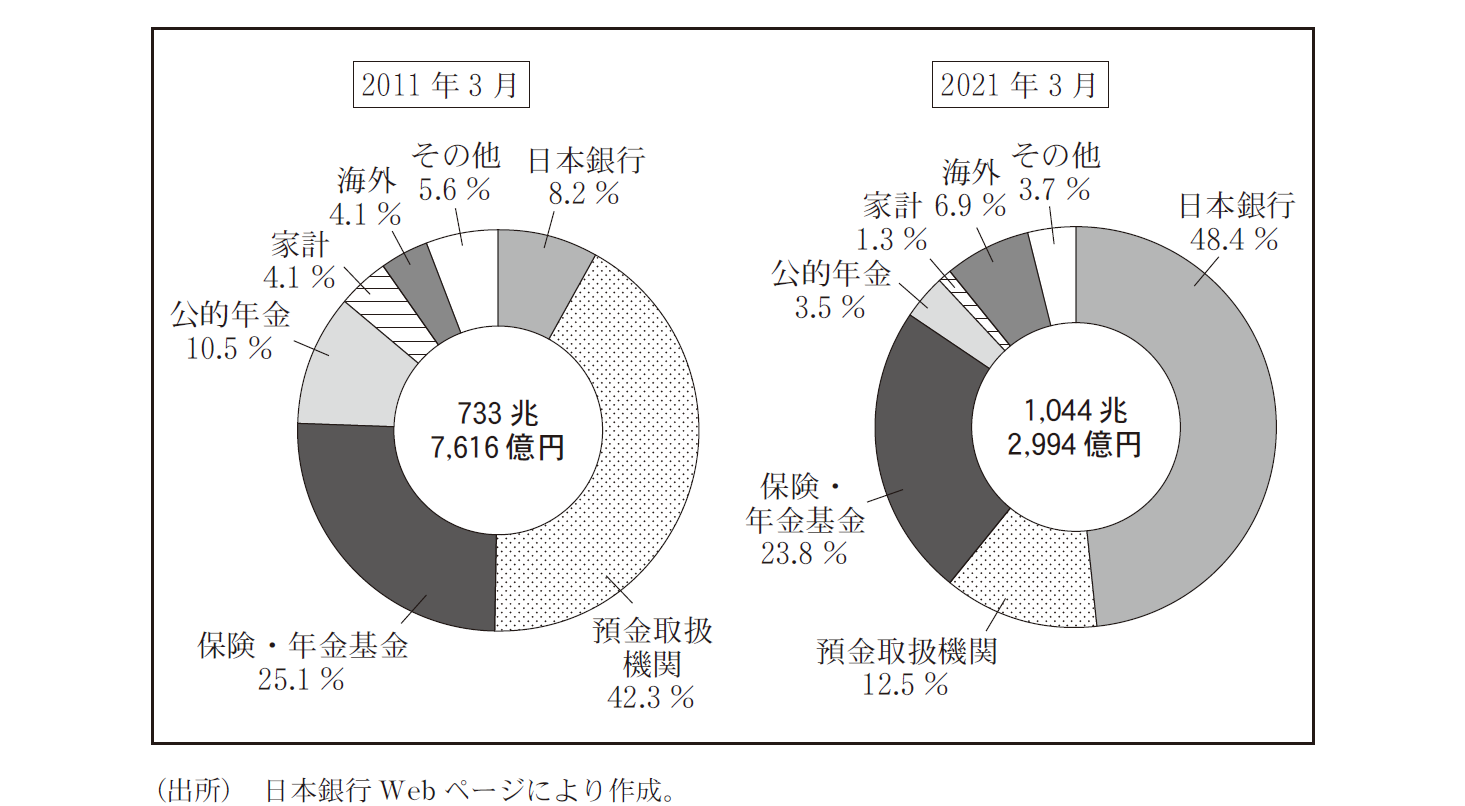 2011 年 3 月
その他
5.6 %
日本銀行
8.2 %
海外
4.1 %
家計
4.1 %
公的年金
10.5 %
733 兆
7,616 億円
保険・年金基金
25.1 %
預金取扱
機関
42.3 %
2021 年 3 月
その他
3.7 %
海外
6.9 %
家計
1.3 %
日本銀行
48.4 %
公的年金
3.5 %
1,044 兆
2,994 億円
保険・
年金基金
23.8 %
預金取扱機関
12.5 %
(出所) 日本銀行 Web ページにより作成。